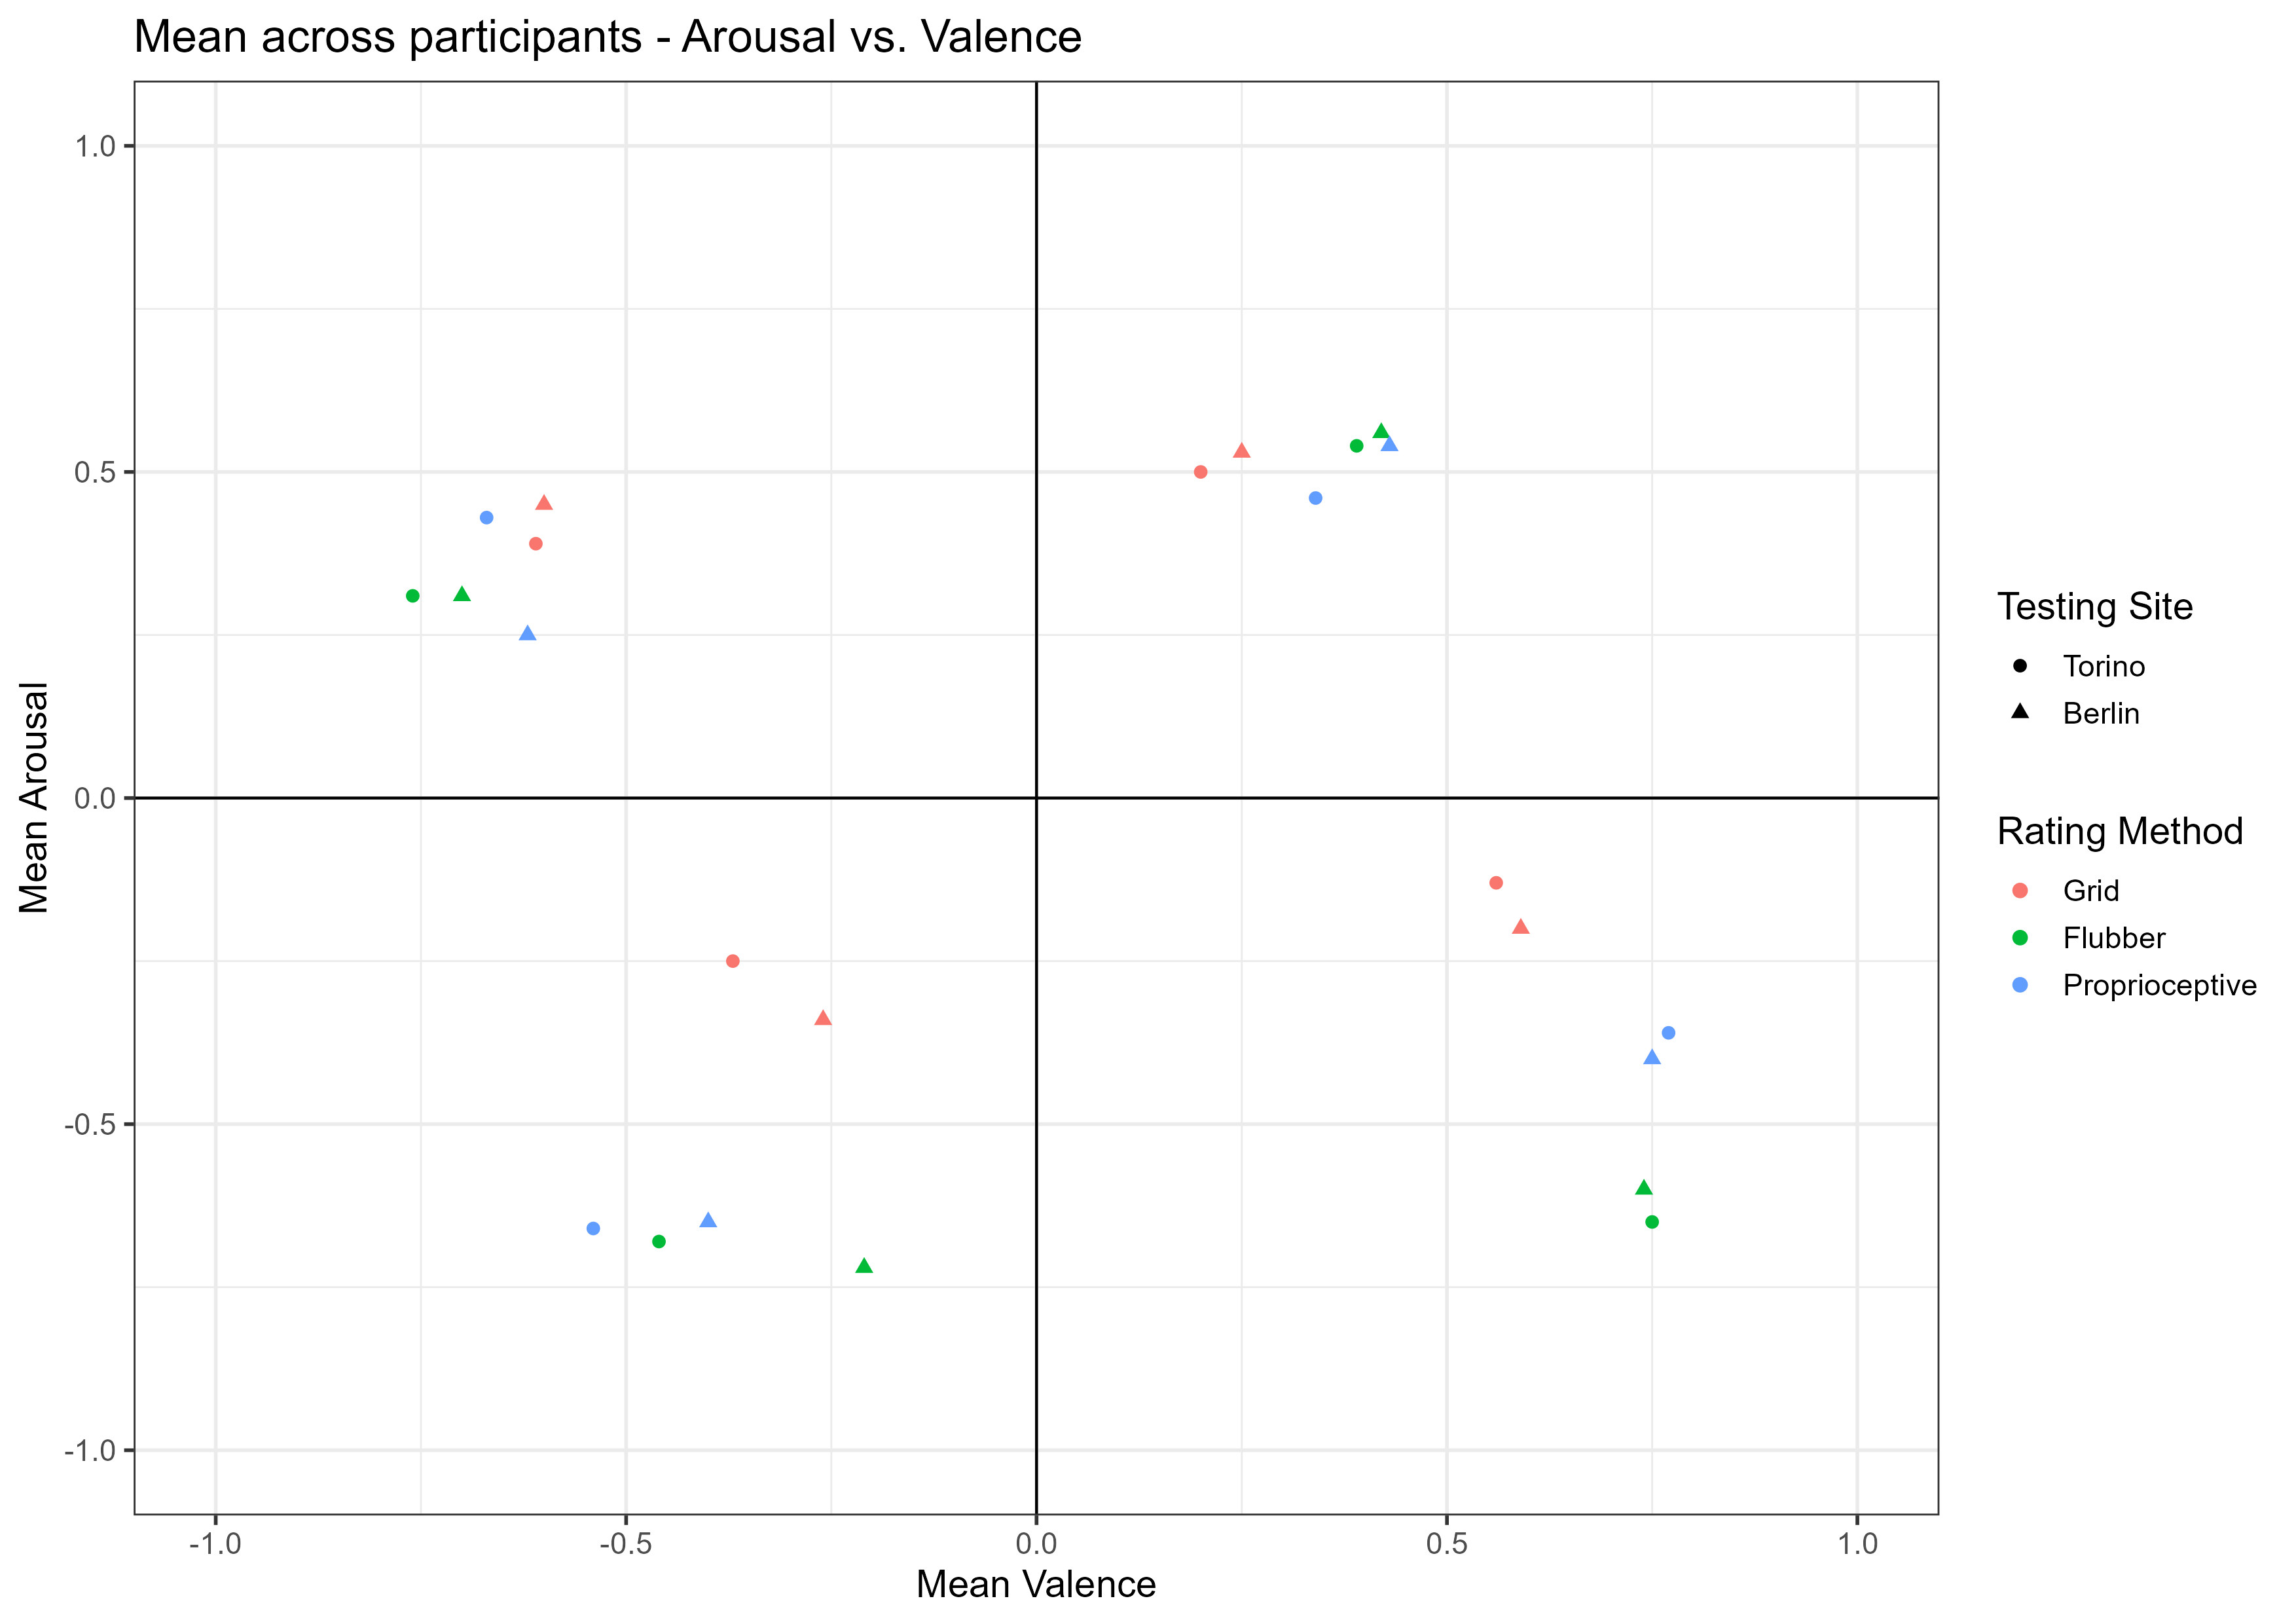 Mean across participants - Arousal vs. Valence
Mean Arousal
1.0
0.5
0.0
-0.5
-1.0
-1.0
-0.5
0.0
0.5
1.0
Mean Valence
Testing Site
Torino
Berlin
Rating Method
Grid
Flubber
Proprioceptive